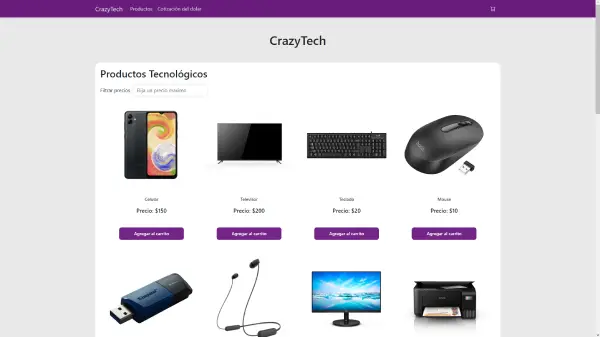 CrazyTech Productos Cotización del dolar
CrazyTech
Productos Tecnológicos
Filtrar precios Elija un precio maximo
Celular Televisor Teclado Mouse
Precio: $150 Precio: $200 Precio: $20 Precio: $10
Agregar al carrito Agregar al carrito Agregar al carrito Agregar al carrito